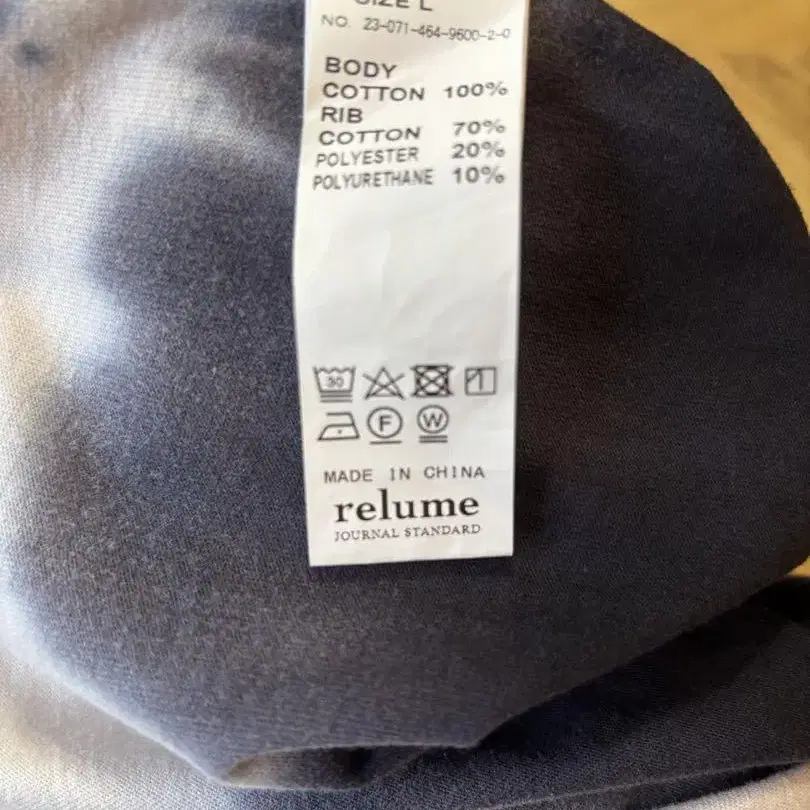 SIZE L
NO. 23-071-464-9600-2-0
BODY
COTTON 100%
RIB
COTTON 70%
POLYESTER 20%
POLYURETHANE 10%
30
F W
MADE IN CHINA
relume
JOURNAL STANDARD